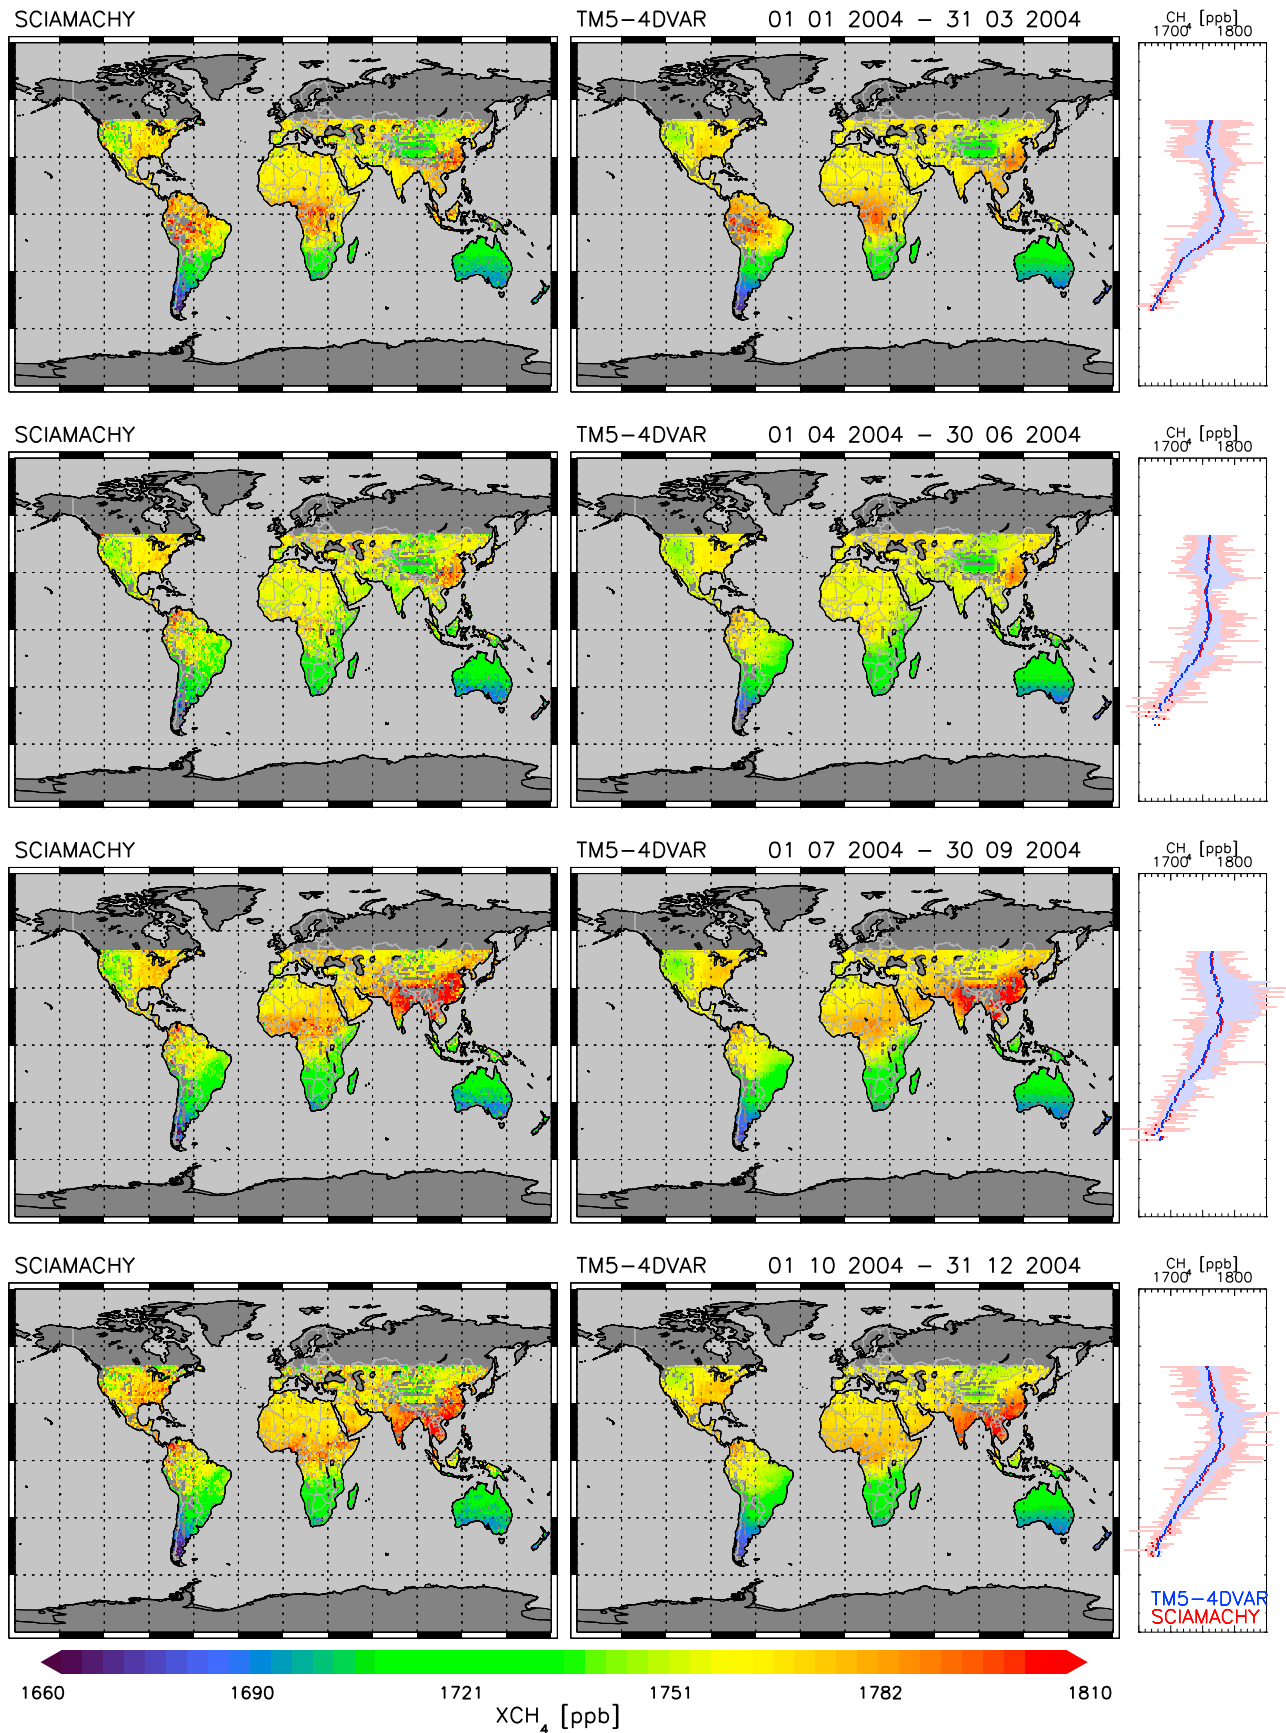 SCIAMACHY
TM5-4DVAR 01 01 2004 - 31 03 2004
CH₄ [ppb]
1700 1800
SCIAMACHY
TM5-4DVAR 01 04 2004 - 30 06 2004
CH₄ [ppb]
1700 1800
SCIAMACHY
TM5-4DVAR 01 07 2004 - 30 09 2004
CH₄ [ppb]
1700 1800
SCIAMACHY
TM5-4DVAR 01 10 2004 - 31 12 2004
CH₄ [ppb]
1700 1800
TM5-4DVAR
SCIAMACHY
1660 1690 1721 1751 1782 1810
XCH₄ [ppb]